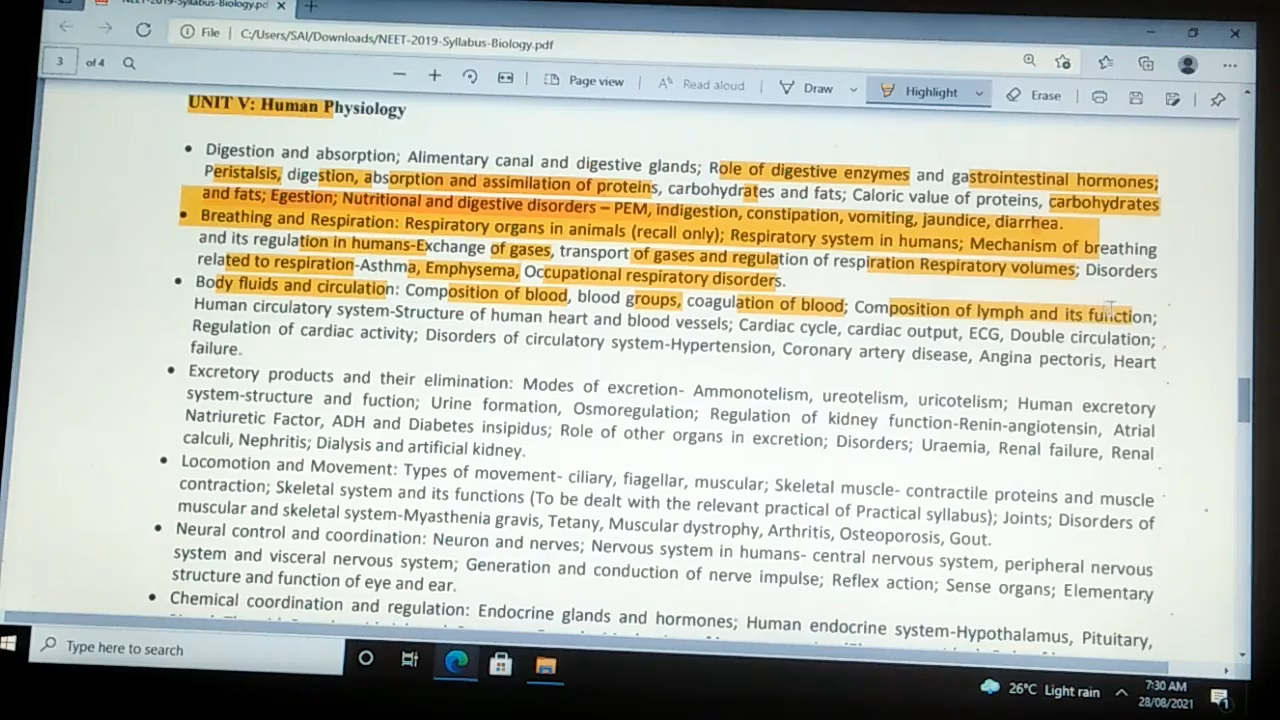 NEET-2019-Syllabus-Biology.pd
File | C:/Users/SAI/Downloads/NEET-2019-Syllabus-Biology.pdf
3 of 4 Page view Read aloud Draw Highlight Erase
UNIT V: Human Physiology
• Digestion and absorption; Alimentary canal and digestive glands; Role of digestive enzymes and gastrointestinal hormones;
Peristalsis, digestion, absorption and assimilation of proteins, carbohydrates and fats; Caloric value of proteins, carbohydrates
and fats; Egestion; Nutritional and digestive disorders – PEM, indigestion, constipation, vomiting, jaundice, diarrhea.
• Breathing and Respiration: Respiratory organs in animals (recall only); Respiratory system in humans; Mechanism of breathing
and its regulation in humans-Exchange of gases, transport of gases and regulation of respiration Respiratory volumes; Disorders
related to respiration-Asthma, Emphysema, Occupational respiratory disorders.
• Body fluids and circulation: Composition of blood, blood groups, coagulation of blood; Composition of lymph and its function;
Human circulatory system-Structure of human heart and blood vessels; Cardiac cycle, cardiac output, ECG, Double circulation;
Regulation of cardiac activity; Disorders of circulatory system-Hypertension, Coronary artery disease, Angina pectoris, Heart
failure.
• Excretory products and their elimination: Modes of excretion- Ammonotelism, ureotelism, uricotelism; Human excretory
system-structure and fuction; Urine formation, Osmoregulation; Regulation of kidney function-Renin-angiotensin, Atrial
Natriuretic Factor, ADH and Diabetes insipidus; Role of other organs in excretion; Disorders; Uraemia, Renal failure, Renal
calculi, Nephritis; Dialysis and artificial kidney.
• Locomotion and Movement: Types of movement- ciliary, fiagellar, muscular; Skeletal muscle- contractile proteins and muscle
contraction; Skeletal system and its functions (To be dealt with the relevant practical of Practical syllabus); Joints; Disorders of
muscular and skeletal system-Myasthenia gravis, Tetany, Muscular dystrophy, Arthritis, Osteoporosis, Gout.
• Neural control and coordination: Neuron and nerves; Nervous system in humans- central nervous system, peripheral nervous
system and visceral nervous system; Generation and conduction of nerve impulse; Reflex action; Sense organs; Elementary
structure and function of eye and ear.
• Chemical coordination and regulation: Endocrine glands and hormones; Human endocrine system-Hypothalamus, Pituitary,
Type here to search
26°C Light rain
7:30 AM
28/08/2021
1